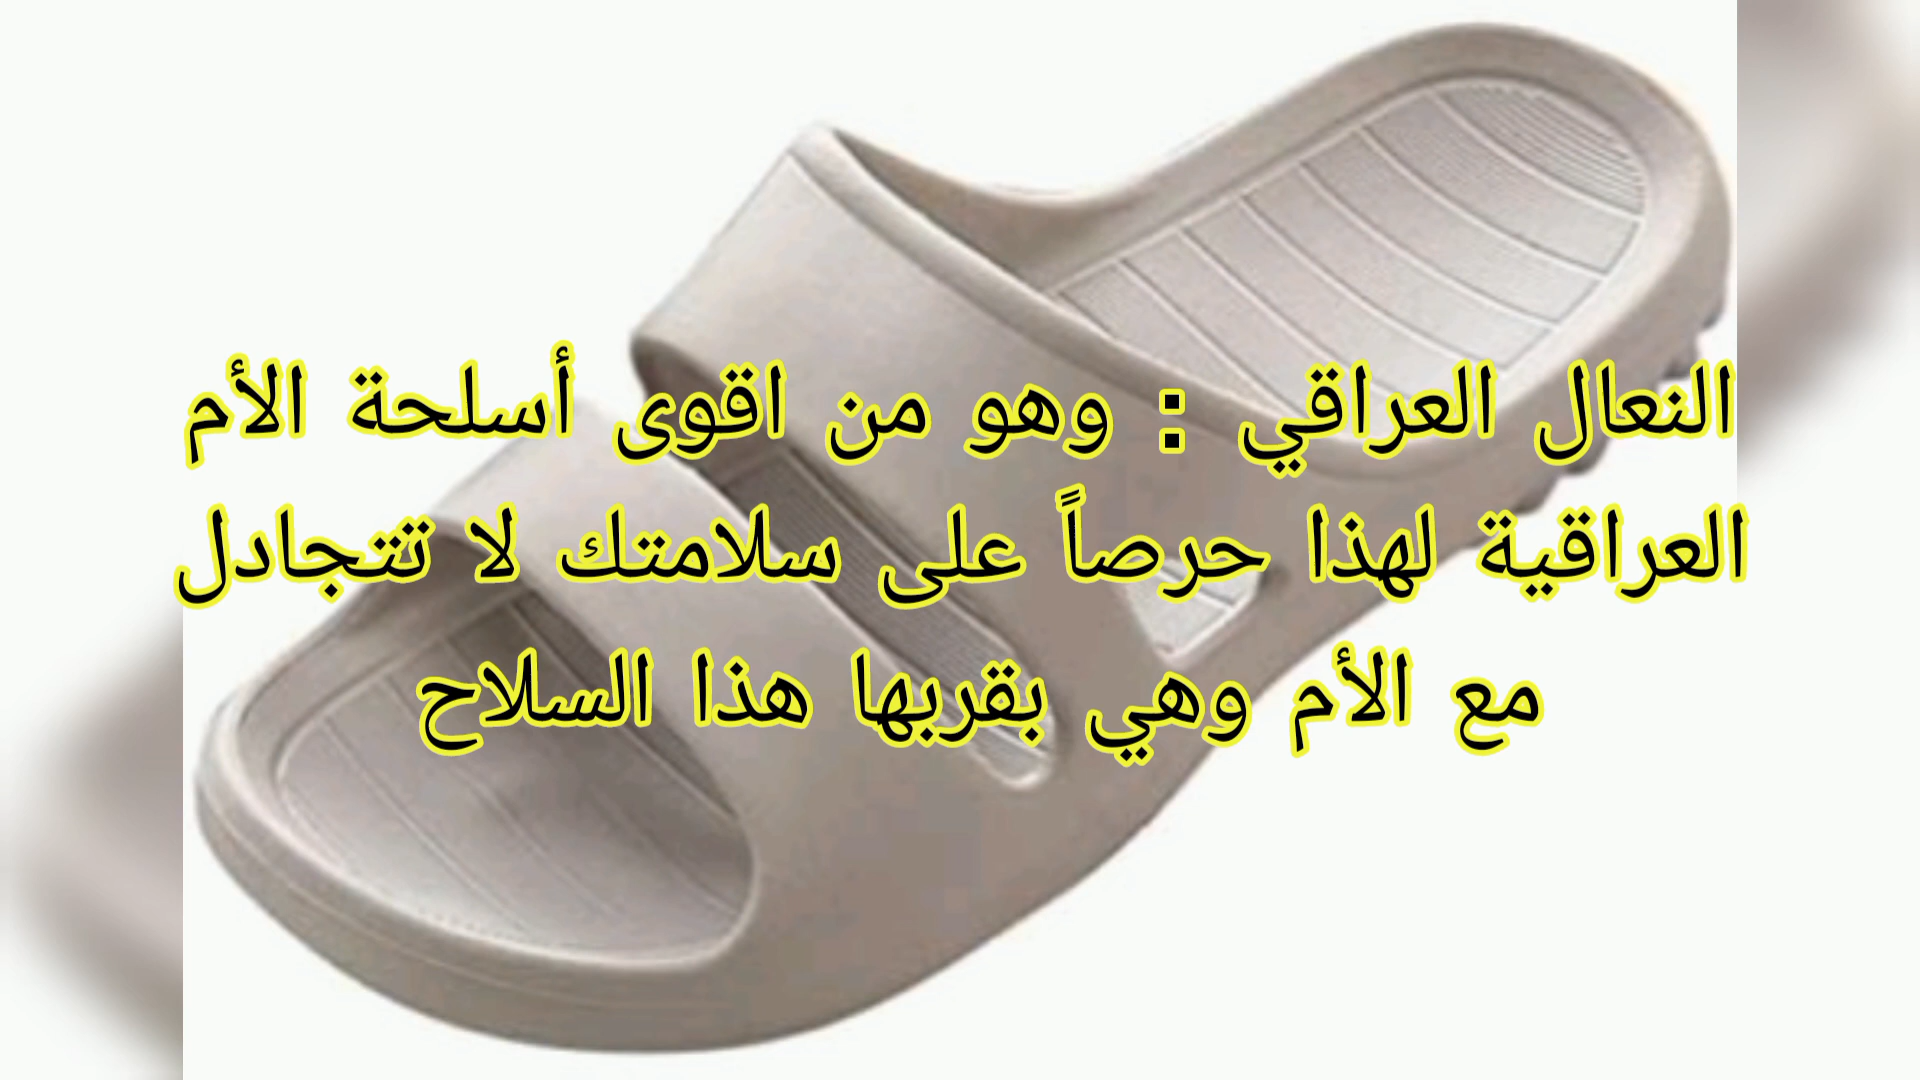 النعال العراقي : وهو من اقوى أسلحة الأم
العراقية لهذا حرصاً على سلامتك لا تتجادل
مع الأم وهي بقربها هذا السلاح